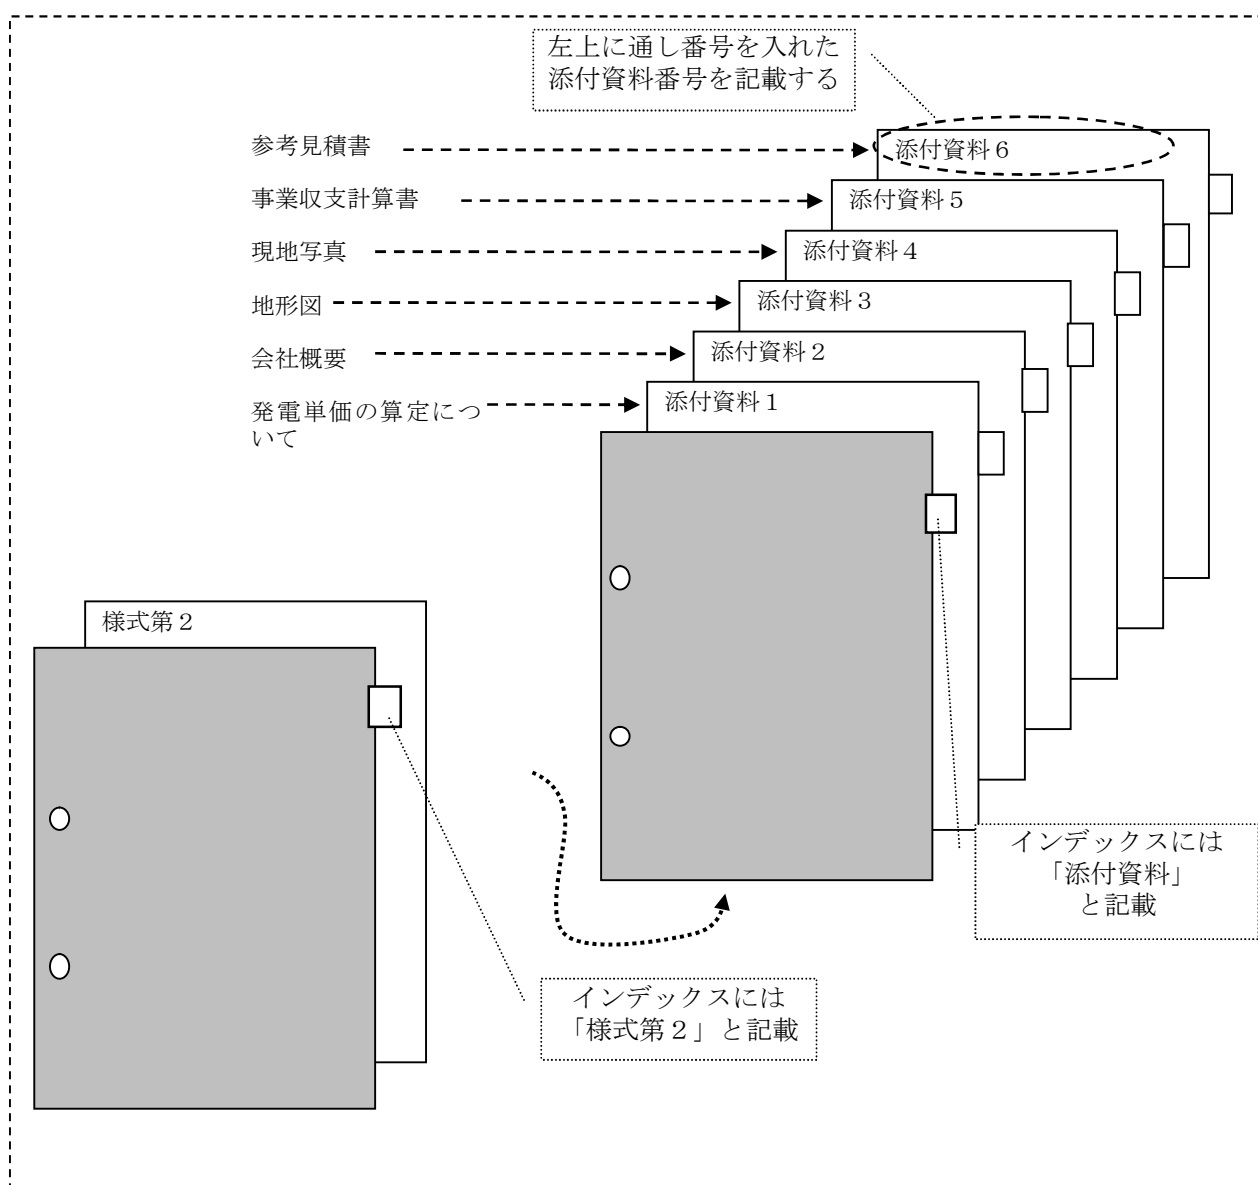 左上に通し番号を入れた
添付資料番号を記載する
参考見積書
添付資料６
事業収支計算書
添付資料５
現地写真
添付資料４
地形図
添付資料３
会社概要
添付資料２
発電単価の算定につ
いて
添付資料１
様式第２
インデックスには
「添付資料」
と記載
インデックスには
「様式第２」と記載